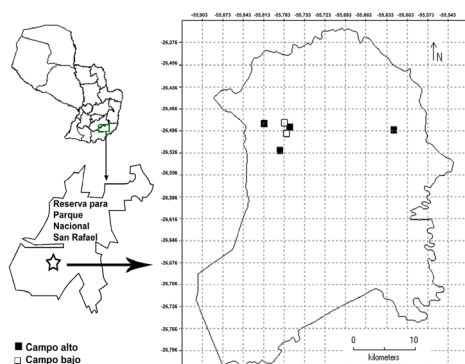 -55,903 -55,873 -55,843 -55,813 -55,783 -55,753 -55,723 -55,693 -55,663 -55,633 -55,603 -55,573 -55,543
-26,376
-26,406
-26,436
-26,466
-26,496
-26,526
-26,556
-26,586
-26,616
-26,646
-26,676
-26,706
-26,736
-26,766
-26,796
N
Reserva para
Parque
Nacional
San Rafael
0 10
kilometers
Campo alto
Campo bajo